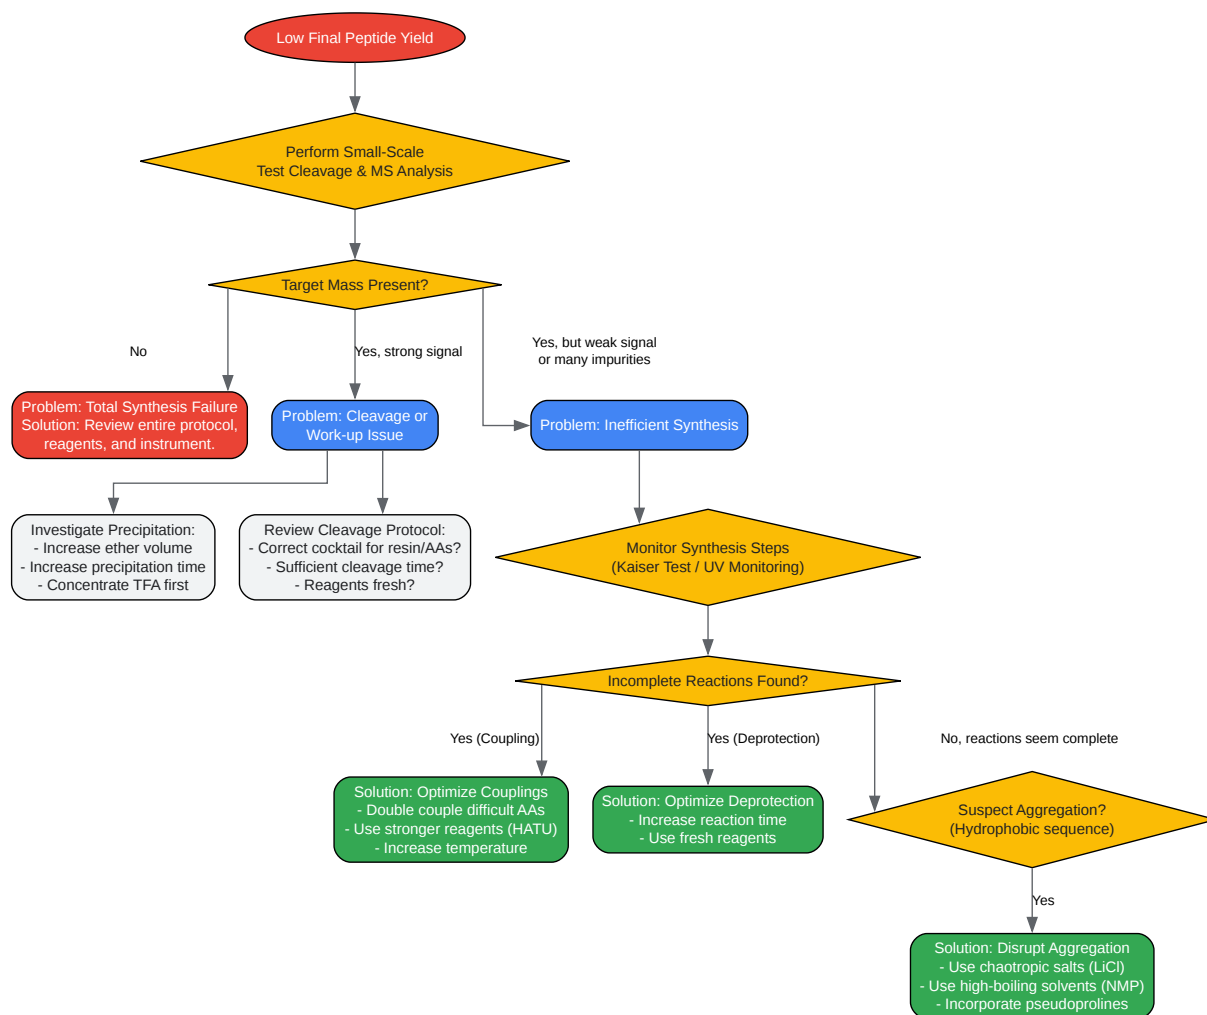 Low Final Peptide Yield
Perform Small-Scale
Test Cleavage & MS Analysis
Target Mass Present?
No
Yes, strong signal
Yes, but weak signal
or many impurities
Problem: Total Synthesis Failure
Solution: Review entire protocol,
reagents, and instrument.
Problem: Cleavage or
Work-up Issue
Problem: Inefficient Synthesis
Investigate Precipitation:
- Increase ether volume
- Increase precipitation time
- Concentrate TFA first
Review Cleavage Protocol:
- Correct cocktail for resin/AAs?
- Sufficient cleavage time?
- Reagents fresh?
Monitor Synthesis Steps
(Kaiser Test / UV Monitoring)
Incomplete Reactions Found?
Yes (Coupling)
Yes (Deprotection)
No, reactions seem complete
Solution: Optimize Couplings
- Double couple difficult AAs
- Use stronger reagents (HATU)
- Increase temperature
Solution: Optimize Deprotection
- Increase reaction time
- Use fresh reagents
Suspect Aggregation?
(Hydrophobic sequence)
Yes
Solution: Disrupt Aggregation
- Use chaotropic salts (LiCl)
- Use high-boiling solvents (NMP)
- Incorporate pseudoprolines